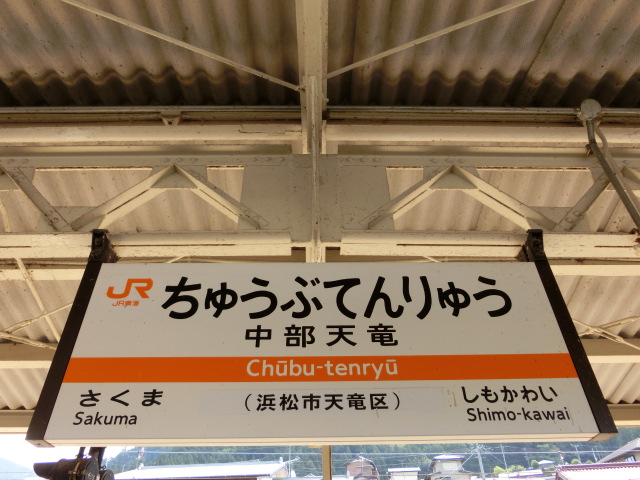 JR
JR東海
ちゅうぶてんりゅう
中部天竜
Chūbu-tenryū
さくま
Sakuma
(浜松市天竜区)
しもかわい
Shimo-kawai